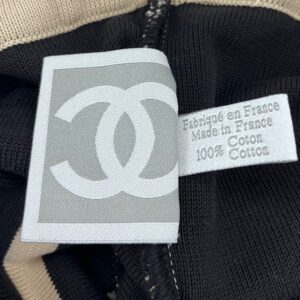 Fabriqué en France
Made in France
Coton
100% Cotton